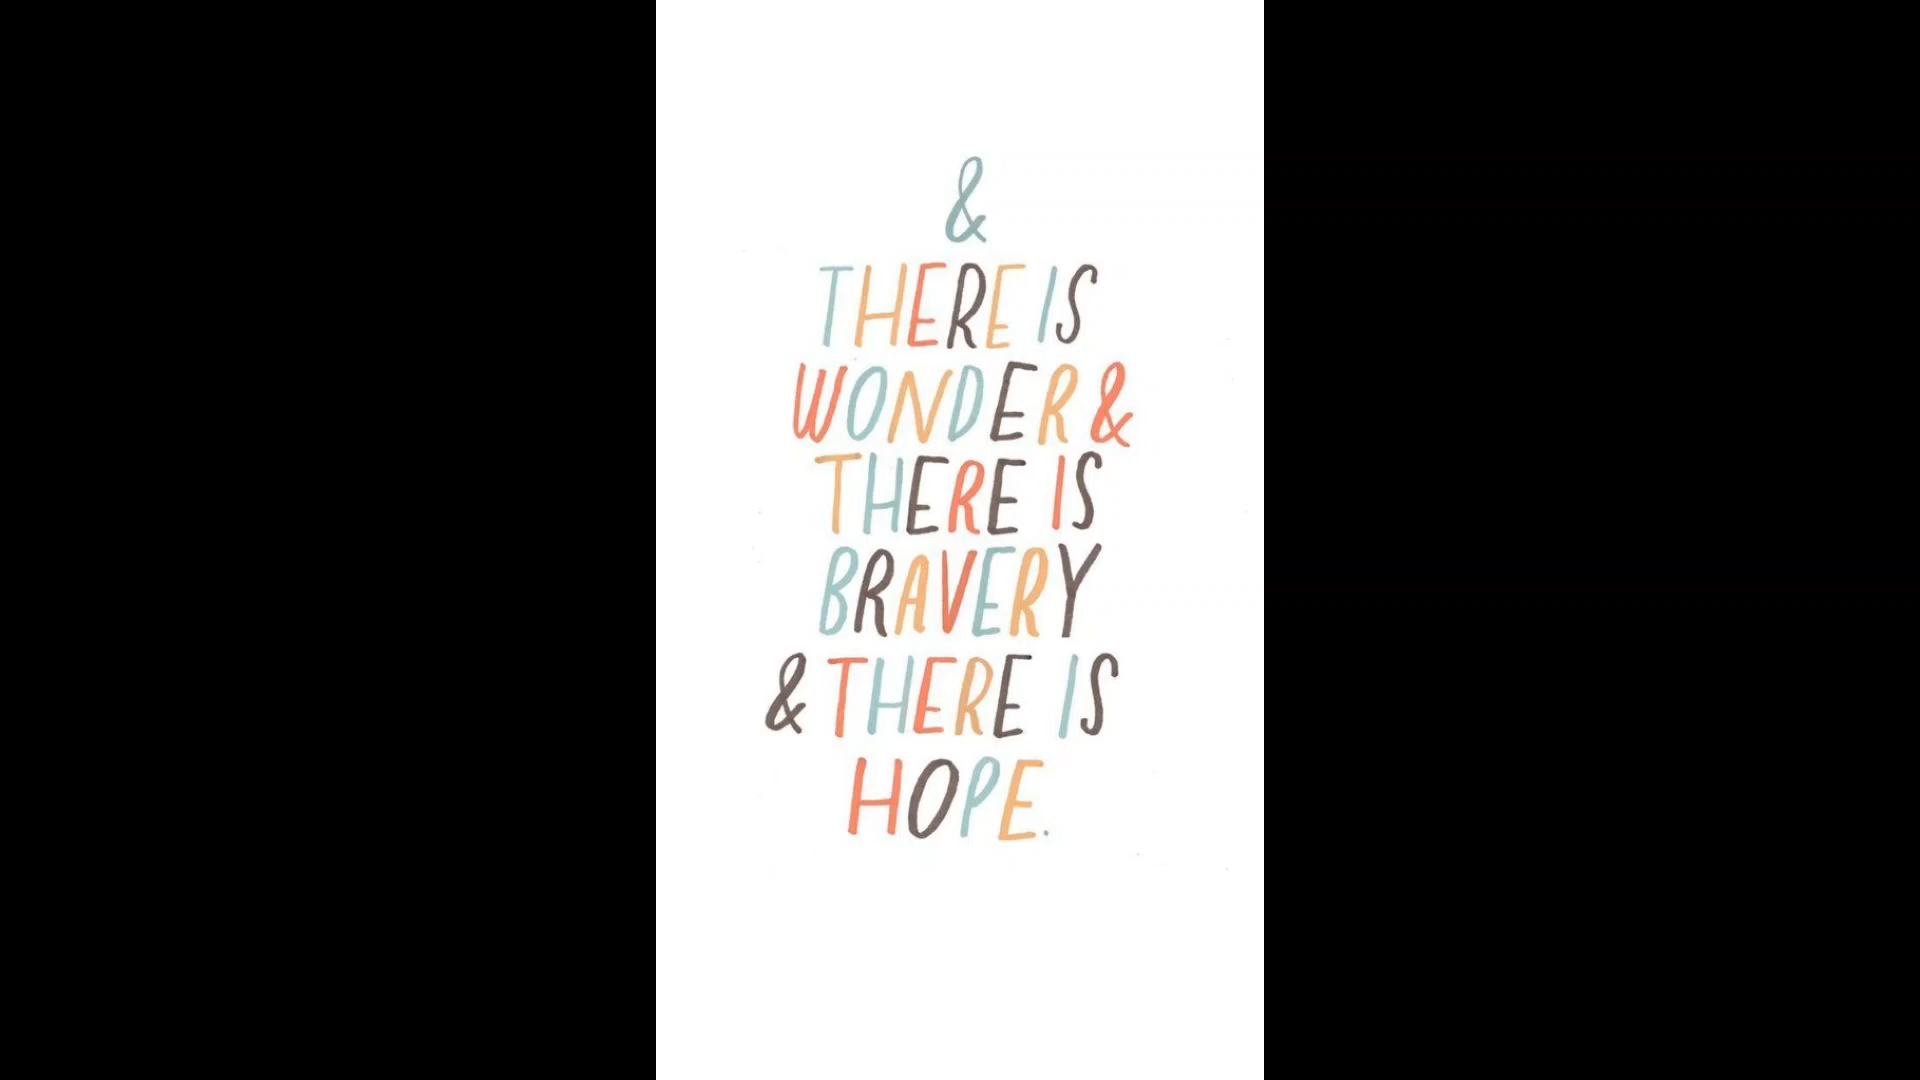 &
THERE IS
WONDER &
THERE IS
BRAVERY
& THERE IS
HOPE.